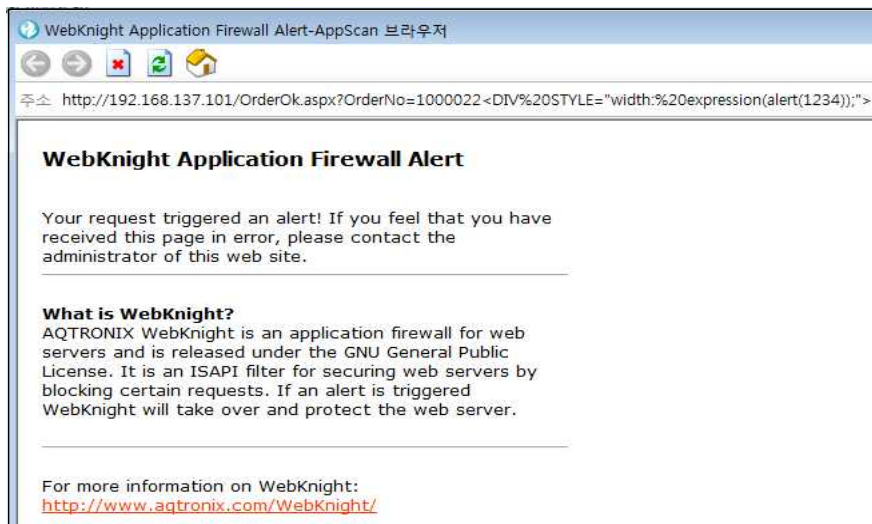 WebKnight Application Firewall Alert-AppScan 브라우저
주소 http://192.168.137.101/OrderOk.aspx?OrderNo=1000022<DIV%20STYLE="width:%20expression(alert(1234));">
WebKnight Application Firewall Alert
Your request triggered an alert! If you feel that you have
received this page in error, please contact the
administrator of this web site.
What is WebKnight?
AQTRONIX WebKnight is an application firewall for web
servers and is released under the GNU General Public
License. It is an ISAPI filter for securing web servers by
blocking certain requests. If an alert is triggered
WebKnight will take over and protect the web server.
For more information on WebKnight:
http://www.aqtronix.com/WebKnight/